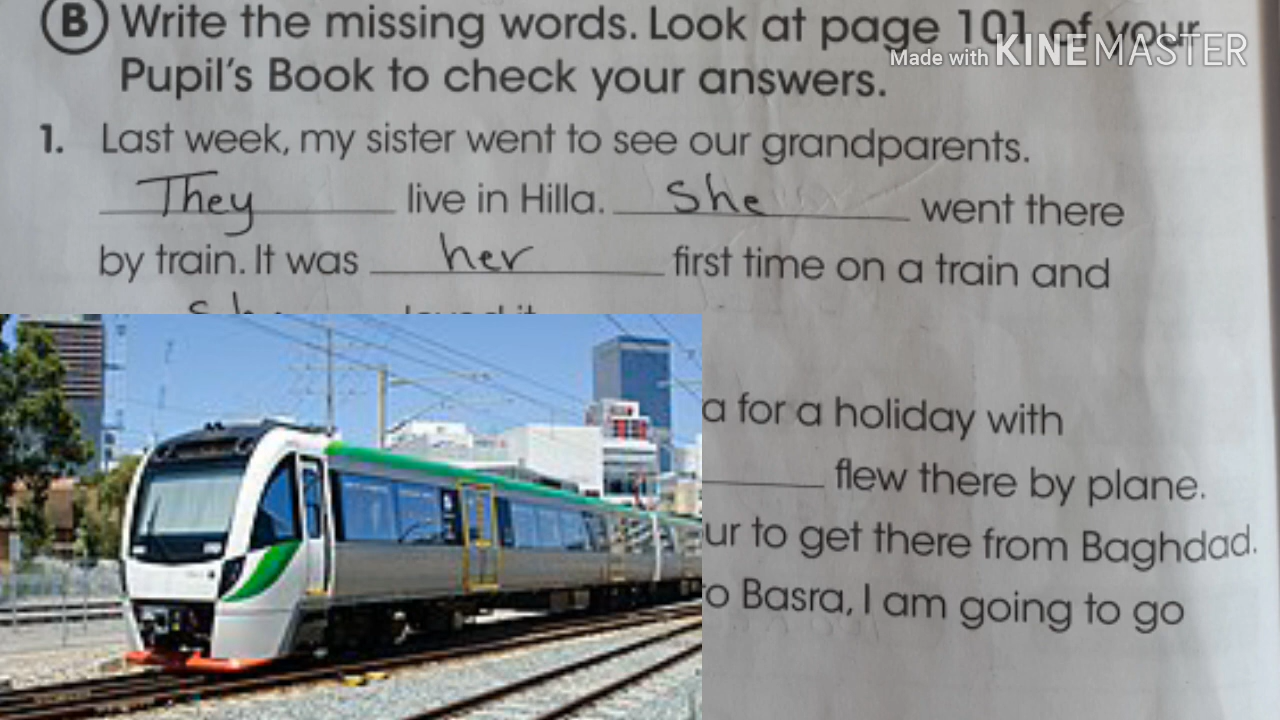 B Write the missing words. Look at page 101 of your
Made with KINEMASTER
Pupil's Book to check your answers.
1. Last week, my sister went to see our grandparents.
They live in Hilla. She went there
by train. It was her first time on a train and
a for a holiday with
flew there by plane.
ur to get there from Baghdad.
o Basra, I am going to go